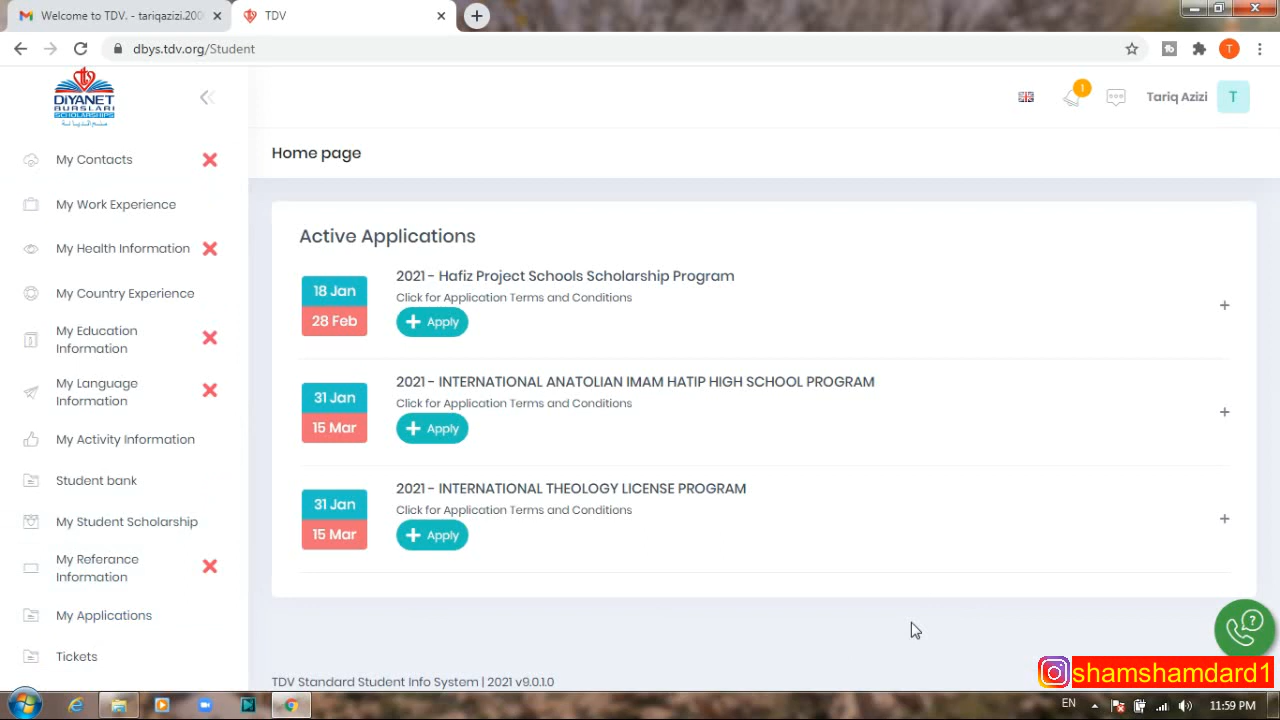 Welcome to TDV. - tariqazizi.200
TDV
dbys.tdv.org/Student
DİYANET
BURSLARI
SCHOLARSHIPS
1
Tariq Azizi
T
My Contacts
My Work Experience
My Health Information
My Country Experience
My Education
Information
My Language
Information
My Activity Information
Student bank
My Student Scholarship
My Referance
Information
My Applications
Tickets
Home page
Active Applications
18 Jan
28 Feb
2021 - Hafiz Project Schools Scholarship Program
Click for Application Terms and Conditions
Apply
31 Jan
15 Mar
2021 - INTERNATIONAL ANATOLIAN IMAM HATIP HIGH SCHOOL PROGRAM
Click for Application Terms and Conditions
Apply
31 Jan
15 Mar
2021 - INTERNATIONAL THEOLOGY LICENSE PROGRAM
Click for Application Terms and Conditions
Apply
TDV Standard Student Info System | 2021 v9.0.1.0
shamshamdard1
EN
11:59 PM